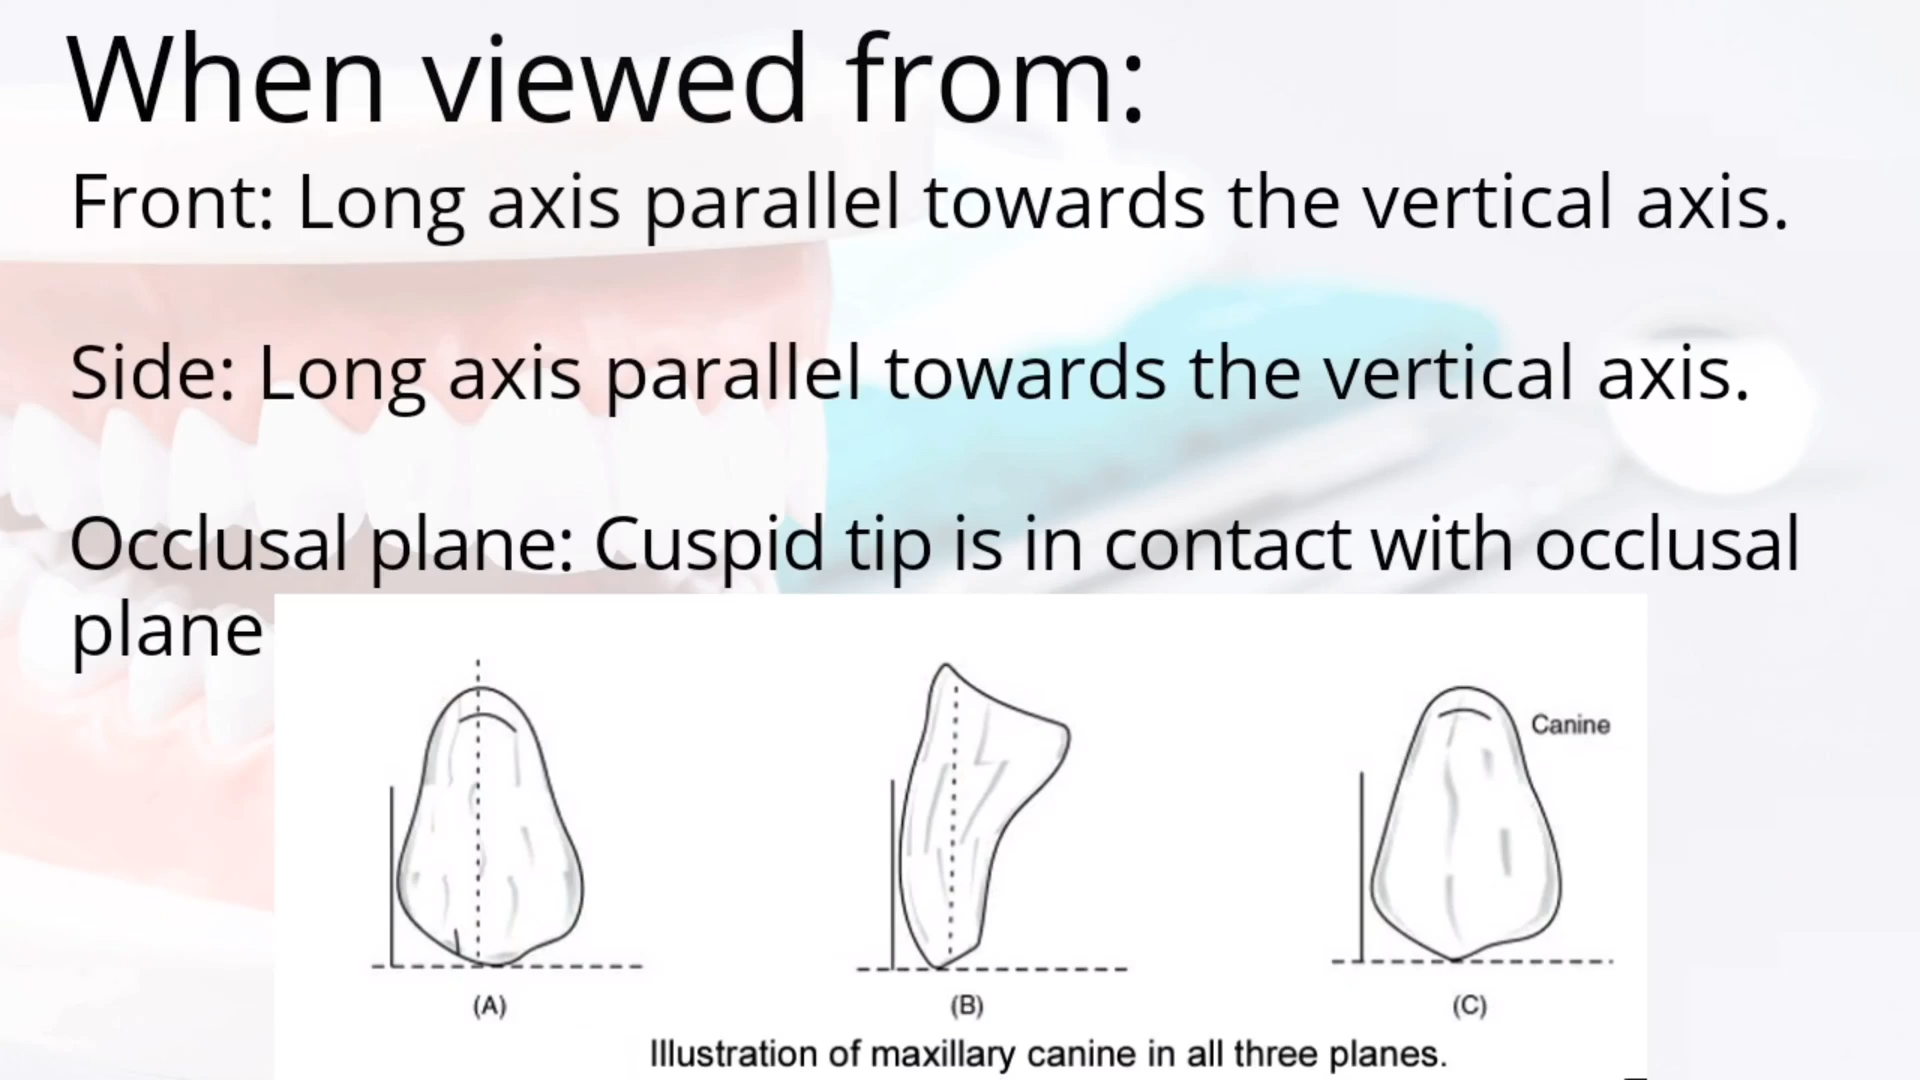 When viewed from:
Front: Long axis parallel towards the vertical axis.
Side: Long axis parallel towards the vertical axis.
Occlusal plane: Cuspid tip is in contact with occlusal
plane
Canine
(A)
(B)
(C)
Illustration of maxillary canine in all three planes.